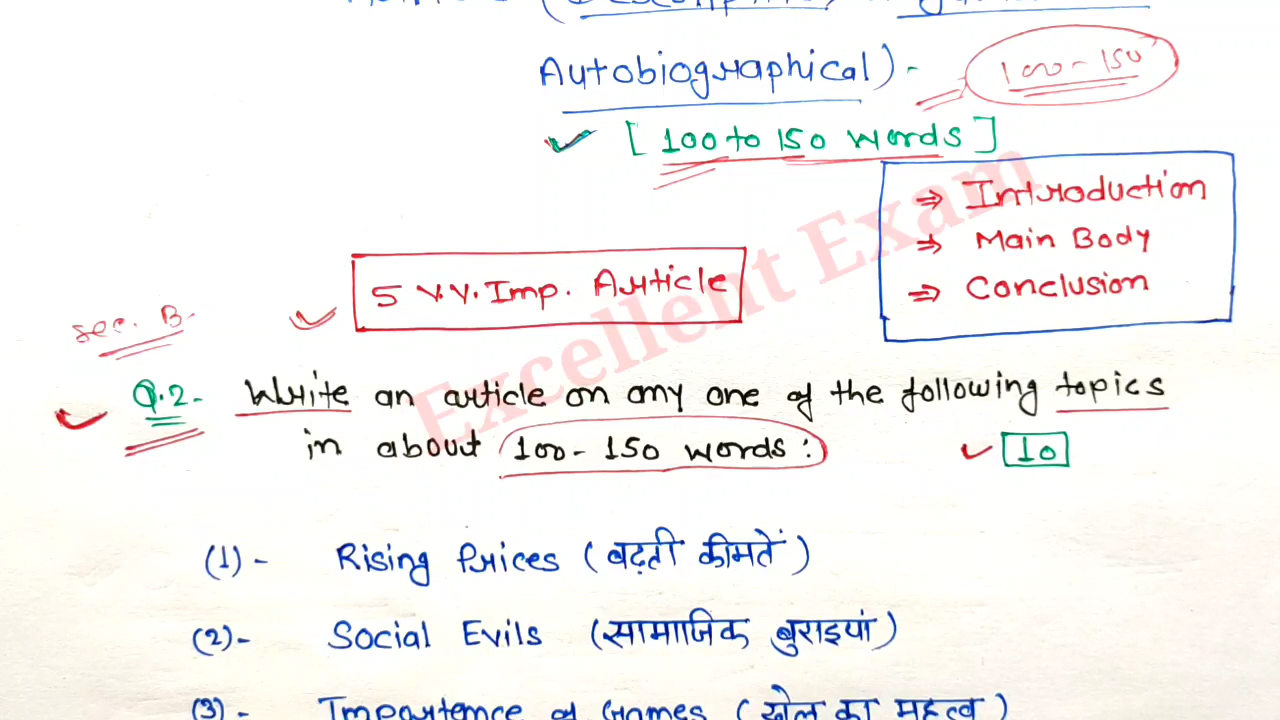 Autobiographical) -
100-150
[100 to 150 words]
⇒ Introduction
⇒ Main Body
⇒ Conclusion
5 V.V. Imp. Article
Sec. B.
Q.2- Write an article on any one of the following topics
in about 100-150 words:
10
(1)- Rising Prices (बढ़ती कीमतें)
(2)- Social Evils (सामाजिक बुराइयां)
(3)- Importance of Games (खेल का महत्व)
Excellent Exam